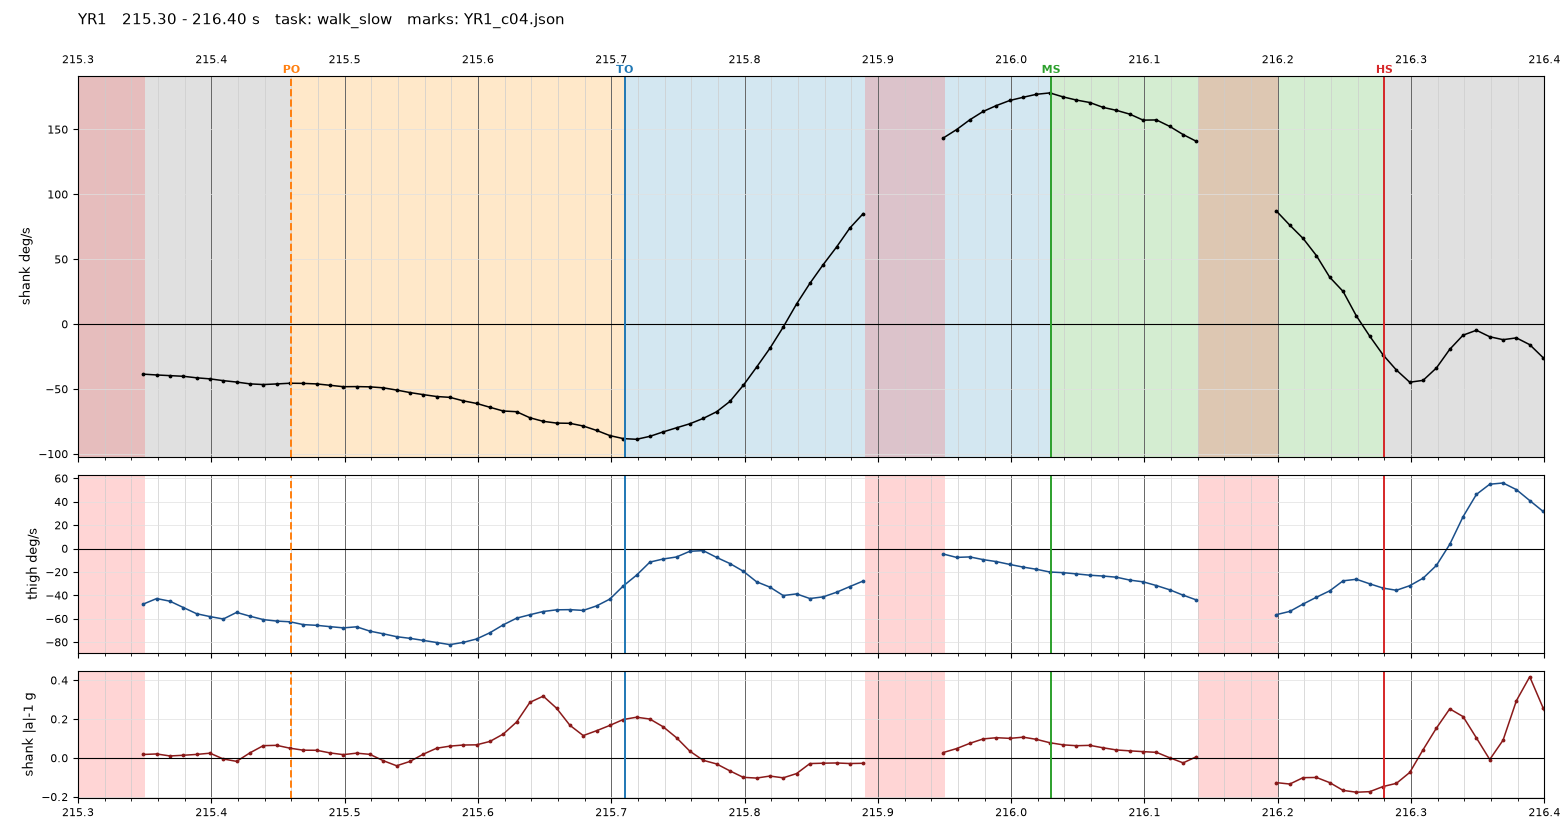 YR1   215.30 - 216.40 s   task: walk_slow   marks: YR1_c04.json
215.3 215.4 215.5 215.6 215.7 215.8 215.9 216.0 216.1 216.2 216.3 216.4
PO TO MS HS
shank deg/s
150
100
50
0
−50
−100
thigh deg/s
60
40
20
0
−20
−40
−60
−80
shank |a|-1 g
0.4
0.2
0.0
−0.2
215.3 215.4 215.5 215.6 215.7 215.8 215.9 216.0 216.1 216.2 216.3 216.4